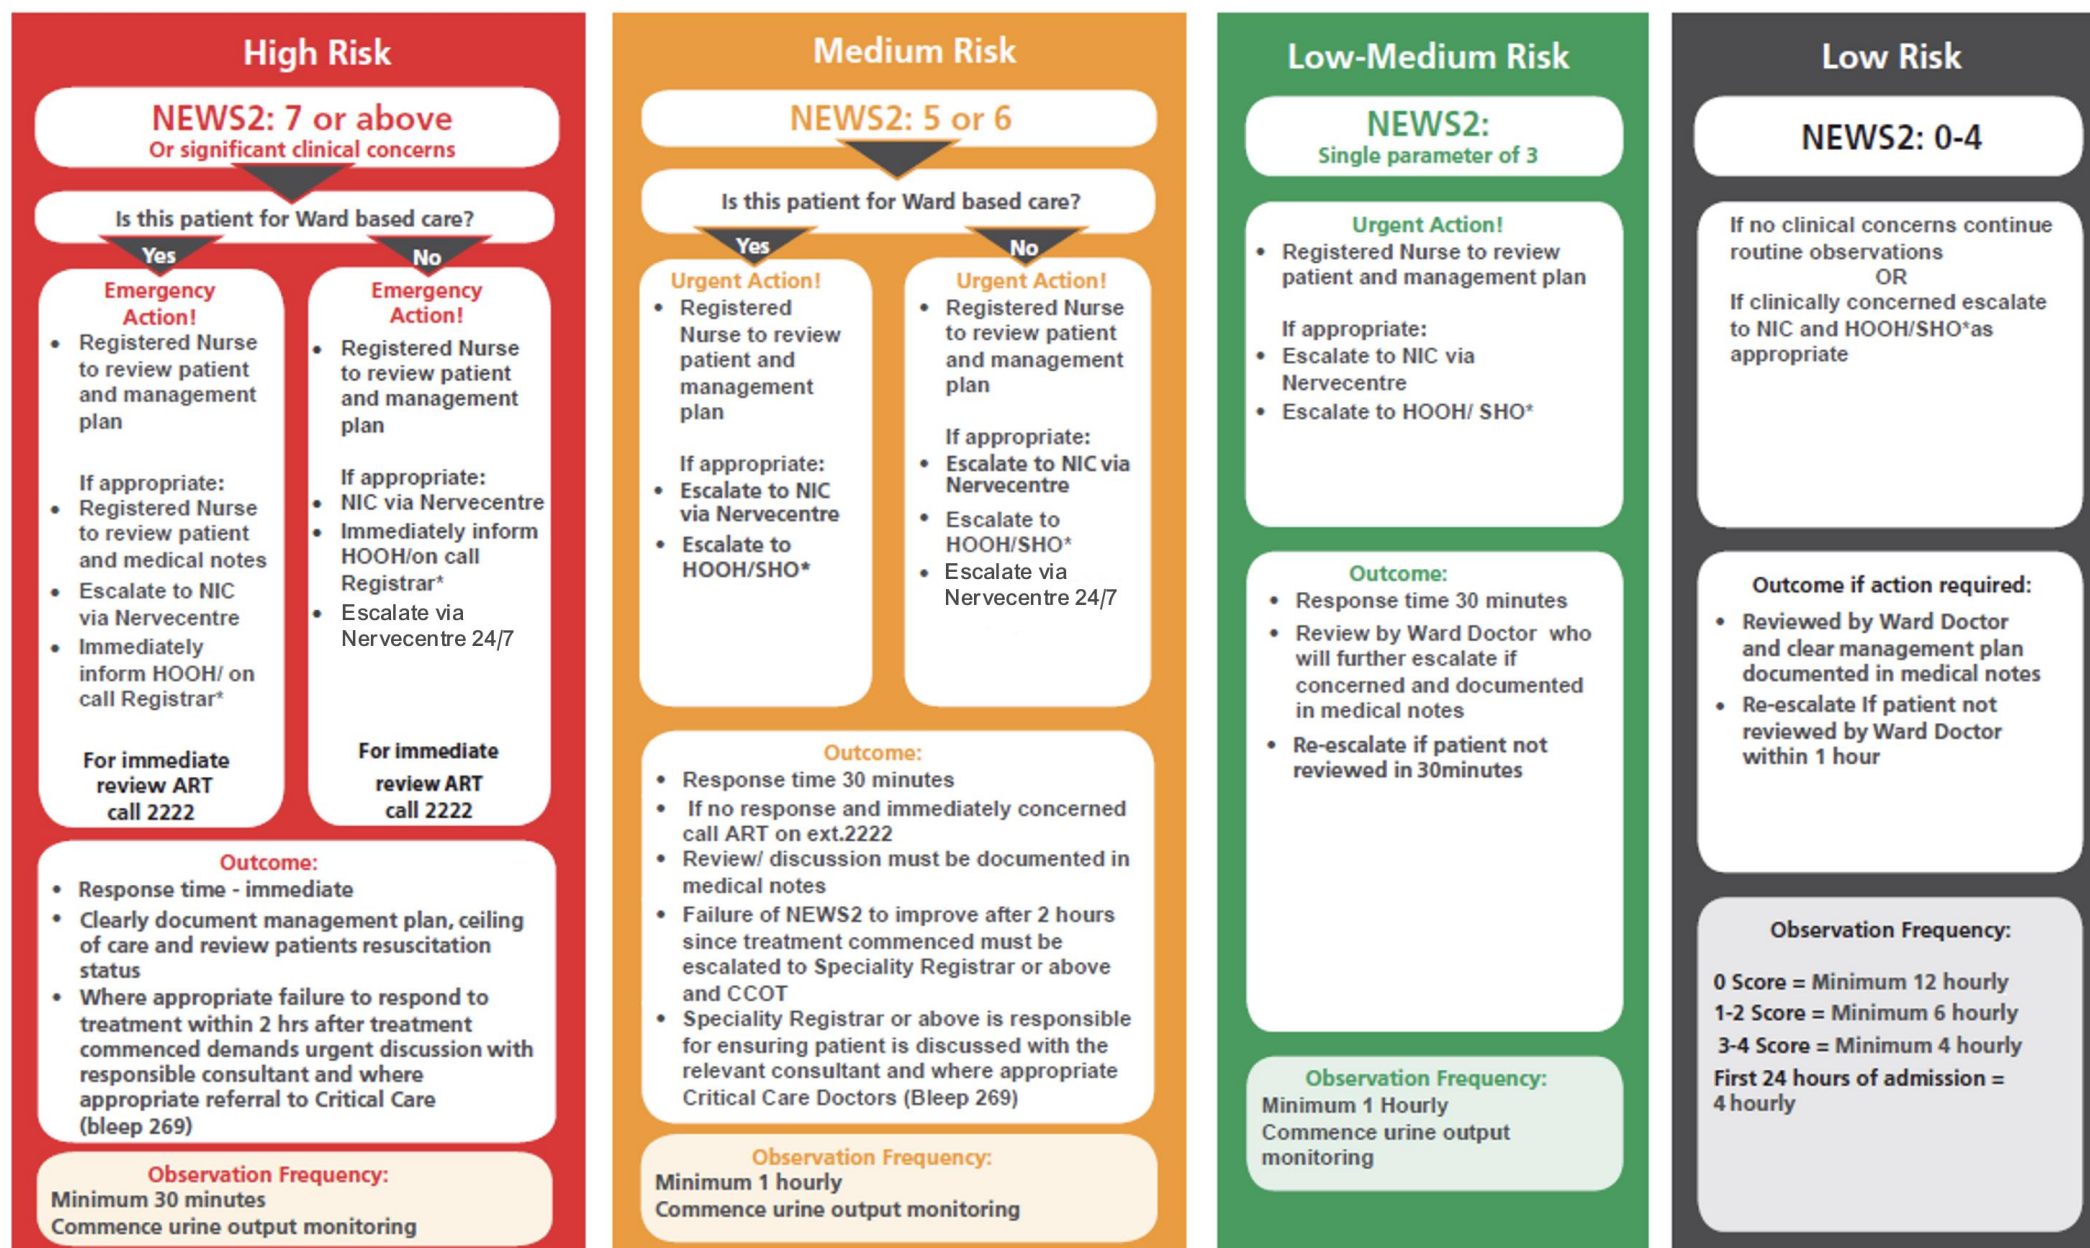 High Risk
NEWS2: 7 or above
Or significant clinical concerns
Is this patient for Ward based care?
Yes
Emergency
Action!
• Registered Nurse
to review patient
and management
plan
If appropriate:
• Registered Nurse
to review patient
and medical notes
• Escalate to NIC
via Nervecentre
• Immediately
inform HOOH/ on
call Registrar*
For immediate
review ART
call 2222
No
Emergency
Action!
• Registered Nurse
to review patient
and management
plan
If appropriate:
• NIC via Nervecentre
• Immediately inform
HOOH/on call
Registrar*
• Escalate via
Nervecentre 24/7
For immediate
review ART
call 2222
Outcome:
• Response time - immediate
• Clearly document management plan, ceiling
of care and review patients resuscitation
status
• Where appropriate failure to respond to
treatment within 2 hrs after treatment
commenced demands urgent discussion with
responsible consultant and where
appropriate referral to Critical Care
(bleep 269)
Observation Frequency:
Minimum 30 minutes
Commence urine output monitoring
Medium Risk
NEWS2: 5 or 6
Is this patient for Ward based care?
Yes
Urgent Action!
• Registered
Nurse to review
patient and
management
plan
If appropriate:
• Escalate to NIC
via Nervecentre
• Escalate to
HOOH/SHO*
No
Urgent Action!
• Registered Nurse
to review patient
and management
plan
If appropriate:
• Escalate to NIC via
Nervecentre
• Escalate to
HOOH/SHO*
• Escalate via
Nervecentre 24/7
Outcome:
• Response time 30 minutes
• If no response and immediately concerned
call ART on ext.2222
• Review/ discussion must be documented in
medical notes
• Failure of NEWS2 to improve after 2 hours
since treatment commenced must be
escalated to Speciality Registrar or above
and CCOT
• Speciality Registrar or above is responsible
for ensuring patient is discussed with the
relevant consultant and where appropriate
Critical Care Doctors (Bleep 269)
Observation Frequency:
Minimum 1 hourly
Commence urine output monitoring
Low-Medium Risk
NEWS2:
Single parameter of 3
Urgent Action!
• Registered Nurse to review
patient and management plan
If appropriate:
• Escalate to NIC via
Nervecentre
• Escalate to HOOH/ SHO*
Outcome:
• Response time 30 minutes
• Review by Ward Doctor who
will further escalate if
concerned and documented
in medical notes
• Re-escalate if patient not
reviewed in 30minutes
Observation Frequency:
Minimum 1 Hourly
Commence urine output
monitoring
Low Risk
NEWS2: 0-4
If no clinical concerns continue
routine observations
OR
If clinically concerned escalate
to NIC and HOOH/SHO*as
appropriate
Outcome if action required:
• Reviewed by Ward Doctor
and clear management plan
documented in medical notes
• Re-escalate If patient not
reviewed by Ward Doctor
within 1 hour
Observation Frequency:
0 Score = Minimum 12 hourly
1-2 Score = Minimum 6 hourly
3-4 Score = Minimum 4 hourly
First 24 hours of admission =
4 hourly